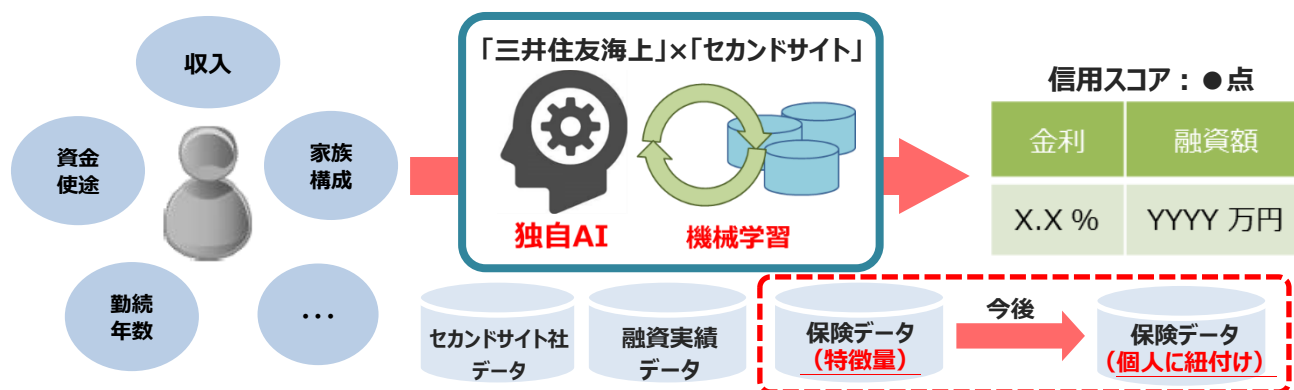 収入
資金
使途
家族
構成
勤続
年数
・・・
「三井住友海上」×「セカンドサイト」
独自AI
機械学習
信用スコア：●点
金利
融資額
X.X %
YYYY 万円
セカンドサイト社
データ
融資実績
データ
保険データ
（特徴量）
今後
保険データ
（個人に紐付け）